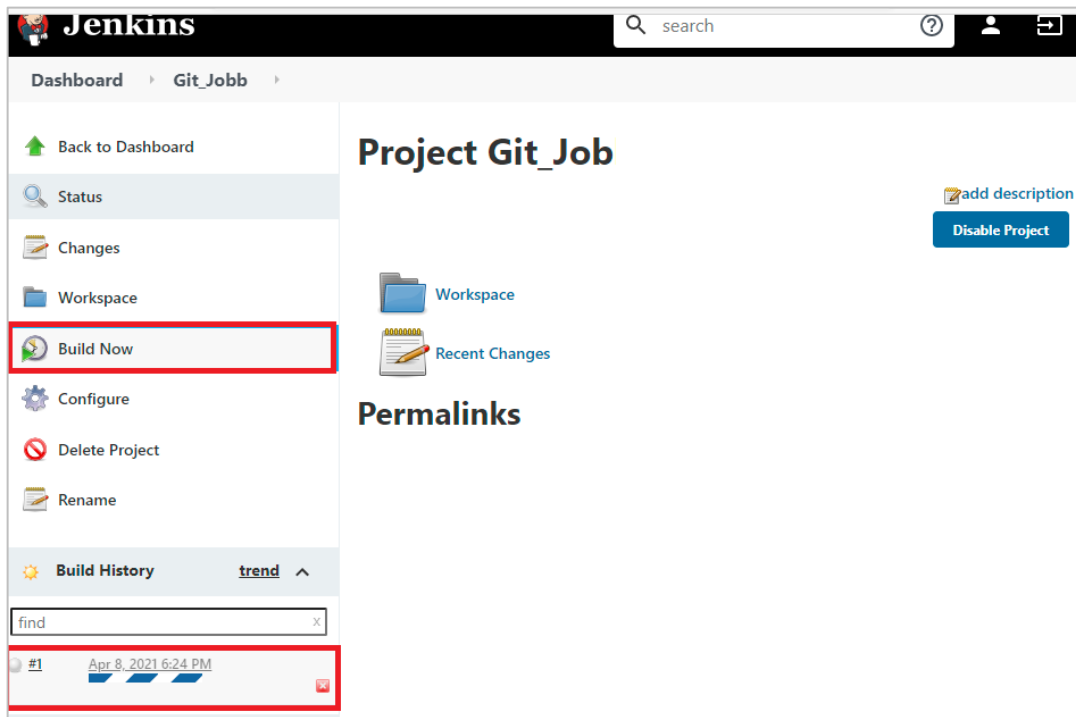 Jenkins
search
Dashboard Git_Jobb
Back to Dashboard
Status
Changes
Workspace
Build Now
Configure
Delete Project
Rename
Build History trend
find X
#1 Apr 8, 2021 6:24 PM
Project Git_Job
add description
Disable Project
Workspace
Recent Changes
Permalinks